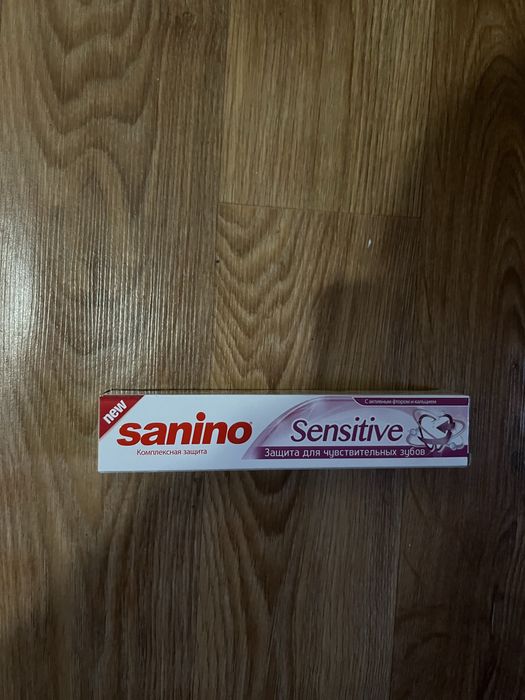 new
sanino
Комплексная защита
С активным фтором и кальцием
Sensitive
Защита для чувствительных зубов